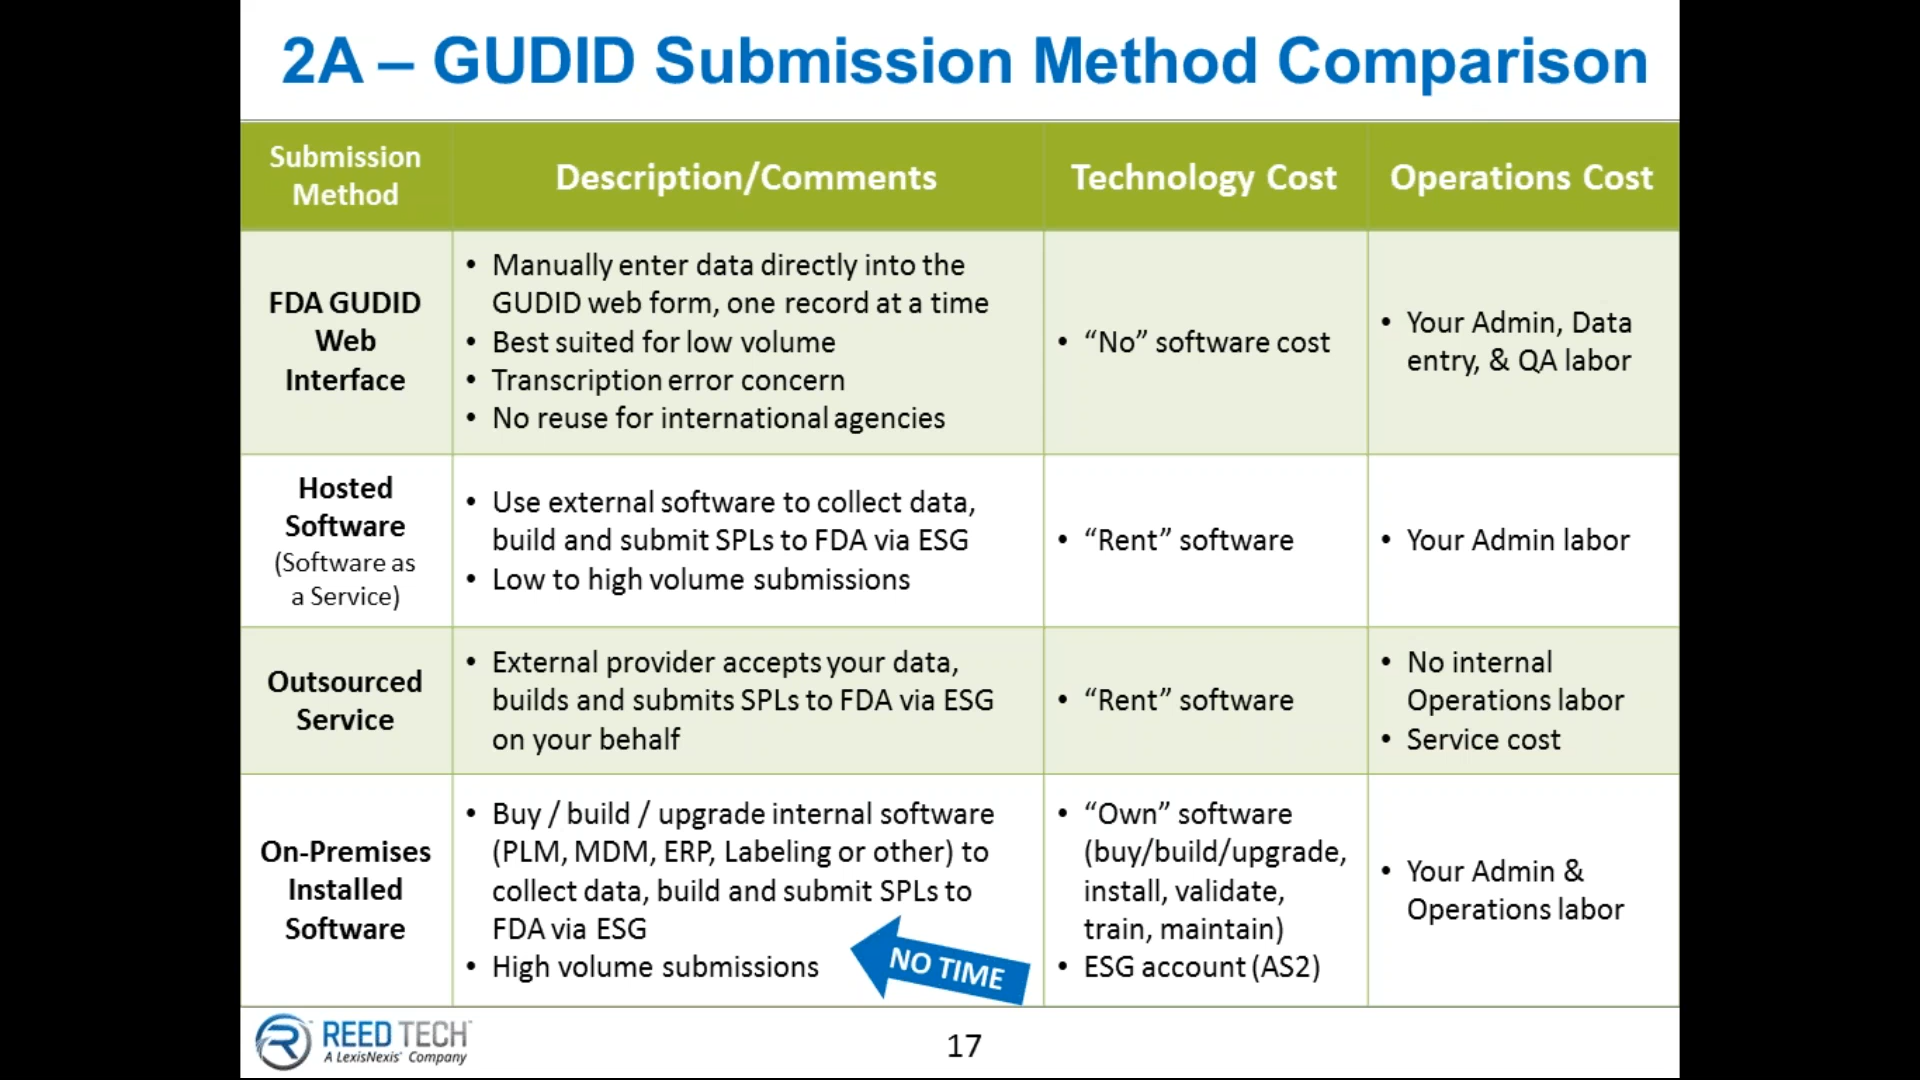 2A – GUDID Submission Method Comparison
Submission
Method
Description/Comments
Technology Cost
Operations Cost
FDA GUDID
Web
Interface
• Manually enter data directly into the
GUDID web form, one record at a time
• Best suited for low volume
• Transcription error concern
• No reuse for international agencies
• “No” software cost
• Your Admin, Data
entry, & QA labor
Hosted
Software
(Software as
a Service)
• Use external software to collect data,
build and submit SPLs to FDA via ESG
• Low to high volume submissions
• “Rent” software
• Your Admin labor
Outsourced
Service
• External provider accepts your data,
builds and submits SPLs to FDA via ESG
on your behalf
• “Rent” software
• No internal
Operations labor
• Service cost
On-Premises
Installed
Software
• Buy / build / upgrade internal software
(PLM, MDM, ERP, Labeling or other) to
collect data, build and submit SPLs to
FDA via ESG
• High volume submissions
NO TIME
• “Own” software
(buy/build/upgrade,
install, validate,
train, maintain)
• ESG account (AS2)
• Your Admin &
Operations labor
REED TECH™
A LexisNexis® Company
17